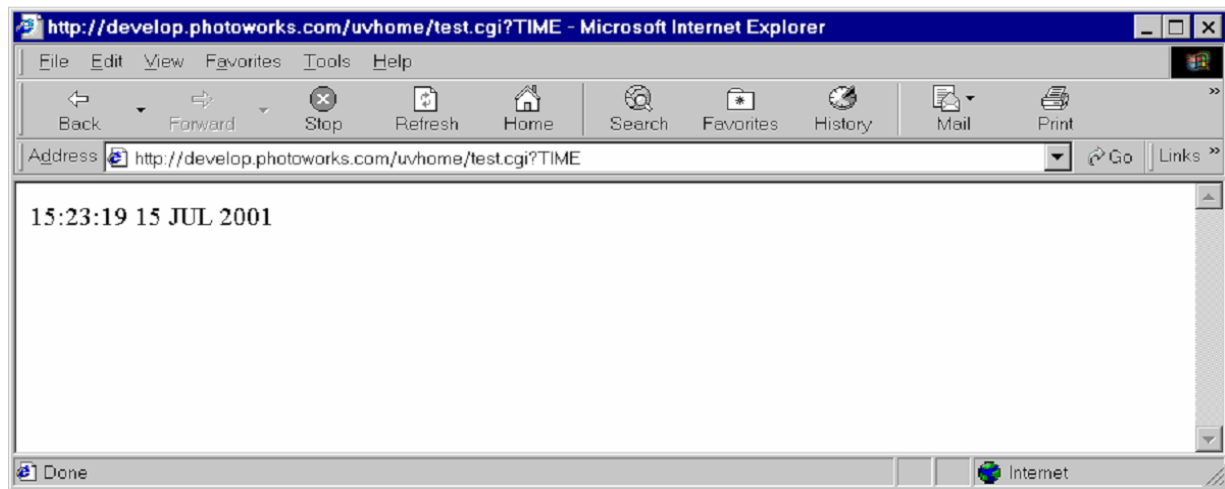 http://develop.photoworks.com/uvhome/test.cgi?TIME - Microsoft Internet Explorer
File Edit View Favorites Tools Help
Back Forward Stop Refresh Home Search Favorites History Mail Print »
Address http://develop.photoworks.com/uvhome/test.cgi?TIME Go Links »
15:23:19 15 JUL 2001
Done Internet